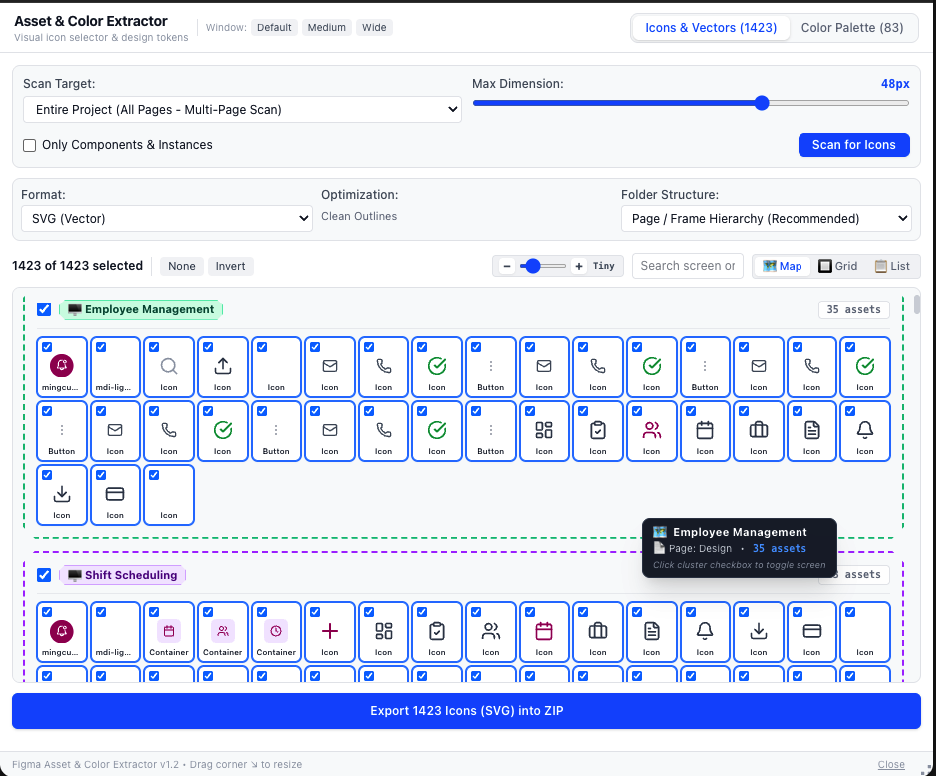 Asset & Color Extractor
Visual icon selector & design tokens
Window: Default Medium Wide
Icons & Vectors (1423) Color Palette (83)
Scan Target:
Entire Project (All Pages - Multi-Page Scan)
Max Dimension: 48px
Only Components & Instances
Scan for Icons
Format:
SVG (Vector)
Optimization:
Clean Outlines
Folder Structure:
Page / Frame Hierarchy (Recommended)
1423 of 1423 selected None Invert
− + Tiny
Search screen or
Map Grid List
Employee Management 35 assets
mingcu... mdi-lig... Icon Icon Icon Icon Icon Icon Button Icon Icon Icon Button Icon Icon Icon
Button Icon Icon Icon Button Icon Icon Icon Button Icon Icon Icon Icon Icon Icon Icon
Icon Icon Icon
Employee Management
Page: Design • 35 assets
Click cluster checkbox to toggle screen
Shift Scheduling assets
mingcu... mdi-lig... Container Container Container Icon Icon Icon Icon Icon Icon Icon Icon Icon Icon Icon
Export 1423 Icons (SVG) into ZIP
Figma Asset & Color Extractor v1.2 • Drag corner ↘ to resize
Close